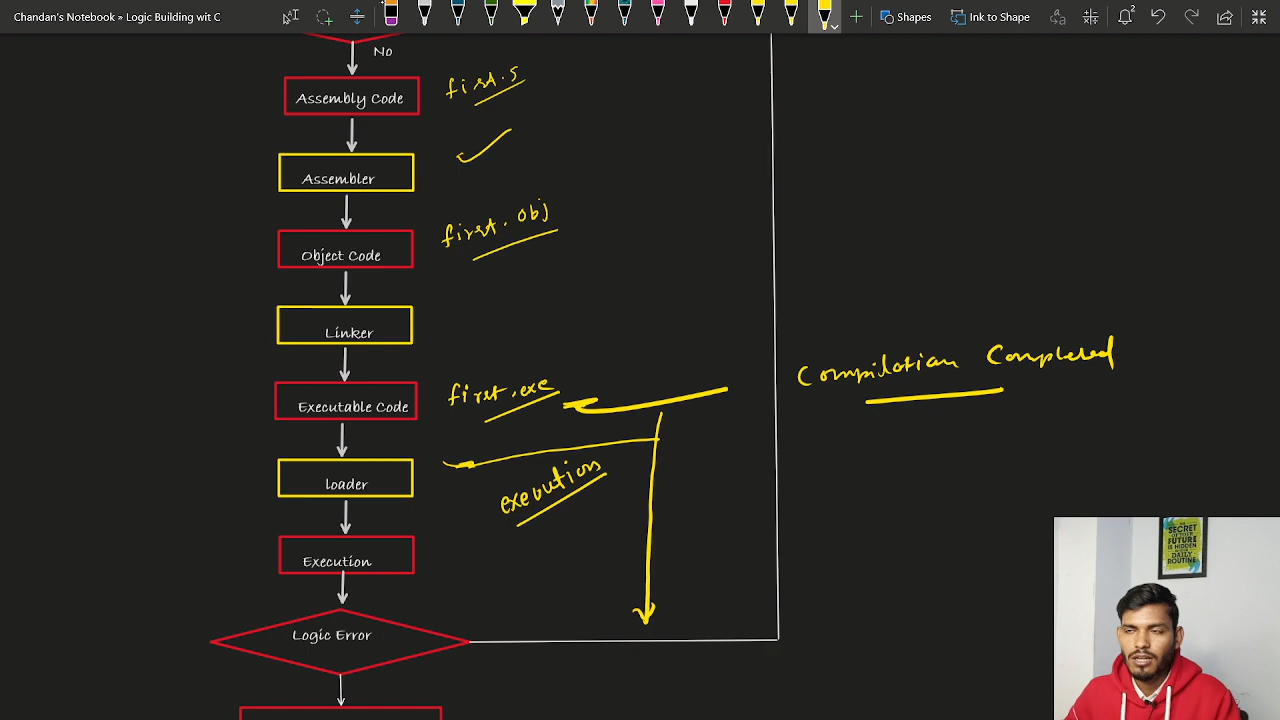 andan's Notebook » Logic Building wit C
Shapes
Ink to Shape
No
Assembly Code
first.s
Assembler
Object Code
first.obj
Linker
Executable Code
first.exe
Compilation Completed
loader
execution
Execution
Logic Error
THE SECRET
OF YOUR
FUTURE
IS HIDDEN
IN YOUR
DAILY
ROUTINE